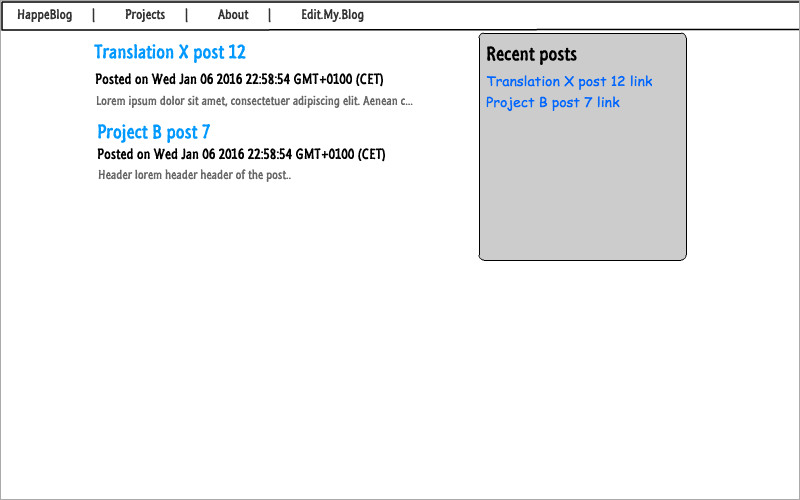 HappeBlog | Projects | About | Edit.My.Blog
Translation X post 12
Posted on Wed Jan 06 2016 22:58:54 GMT+0100 (CET)
Lorem ipsum dolor sit amet, consectetuer adipiscing elit. Aenean c...
Project B post 7
Posted on Wed Jan 06 2016 22:58:54 GMT+0100 (CET)
Header lorem header header of the post..
Recent posts
Translation X post 12 link
Project B post 7 link